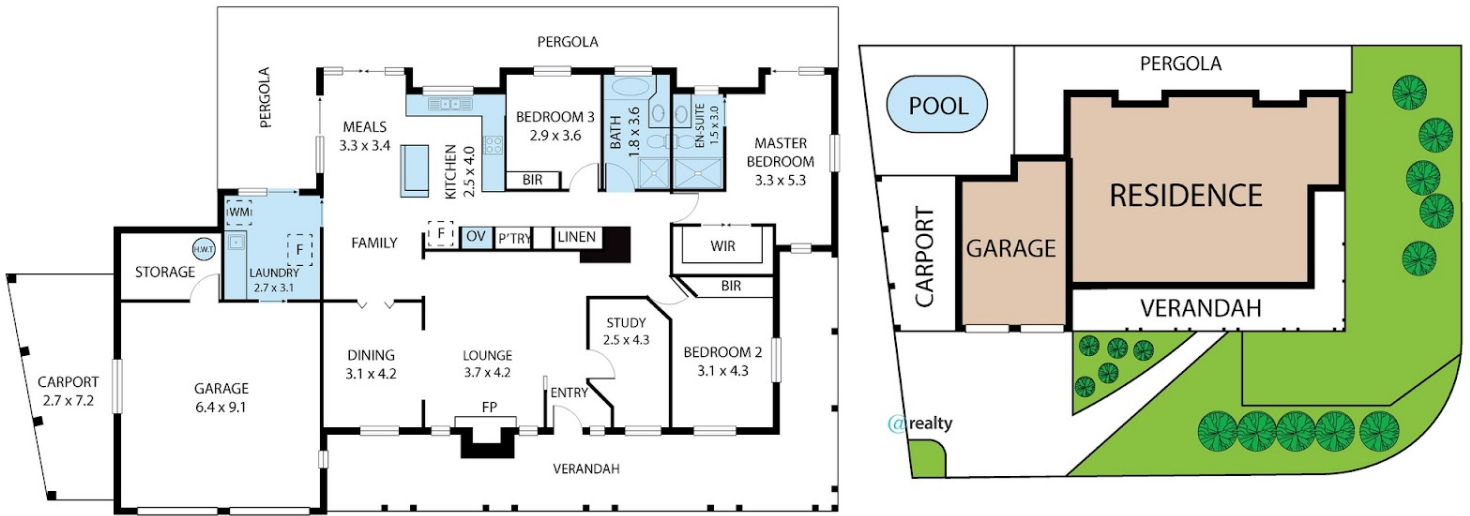 PERGOLA
PERGOLA
MEALS
3.3 x 3.4
KITCHEN
2.5 x 4.0
BEDROOM 3
2.9 x 3.6
BIR
BATH
1.8 x 3.6
EN-SUITE
1.5 x 3.0
MASTER
BEDROOM
3.3 x 5.3
WM
F
LAUNDRY
2.7 x 3.1
H.W.T
STORAGE
FAMILY
F
OV
P'TRY
LINEN
WIR
BIR
CARPORT
2.7 x 7.2
GARAGE
6.4 x 9.1
DINING
3.1 x 4.2
LOUNGE
3.7 x 4.2
FP
ENTRY
STUDY
2.5 x 4.3
BEDROOM 2
3.1 x 4.3
VERANDAH
PERGOLA
POOL
RESIDENCE
CARPORT
GARAGE
VERANDAH
@realty